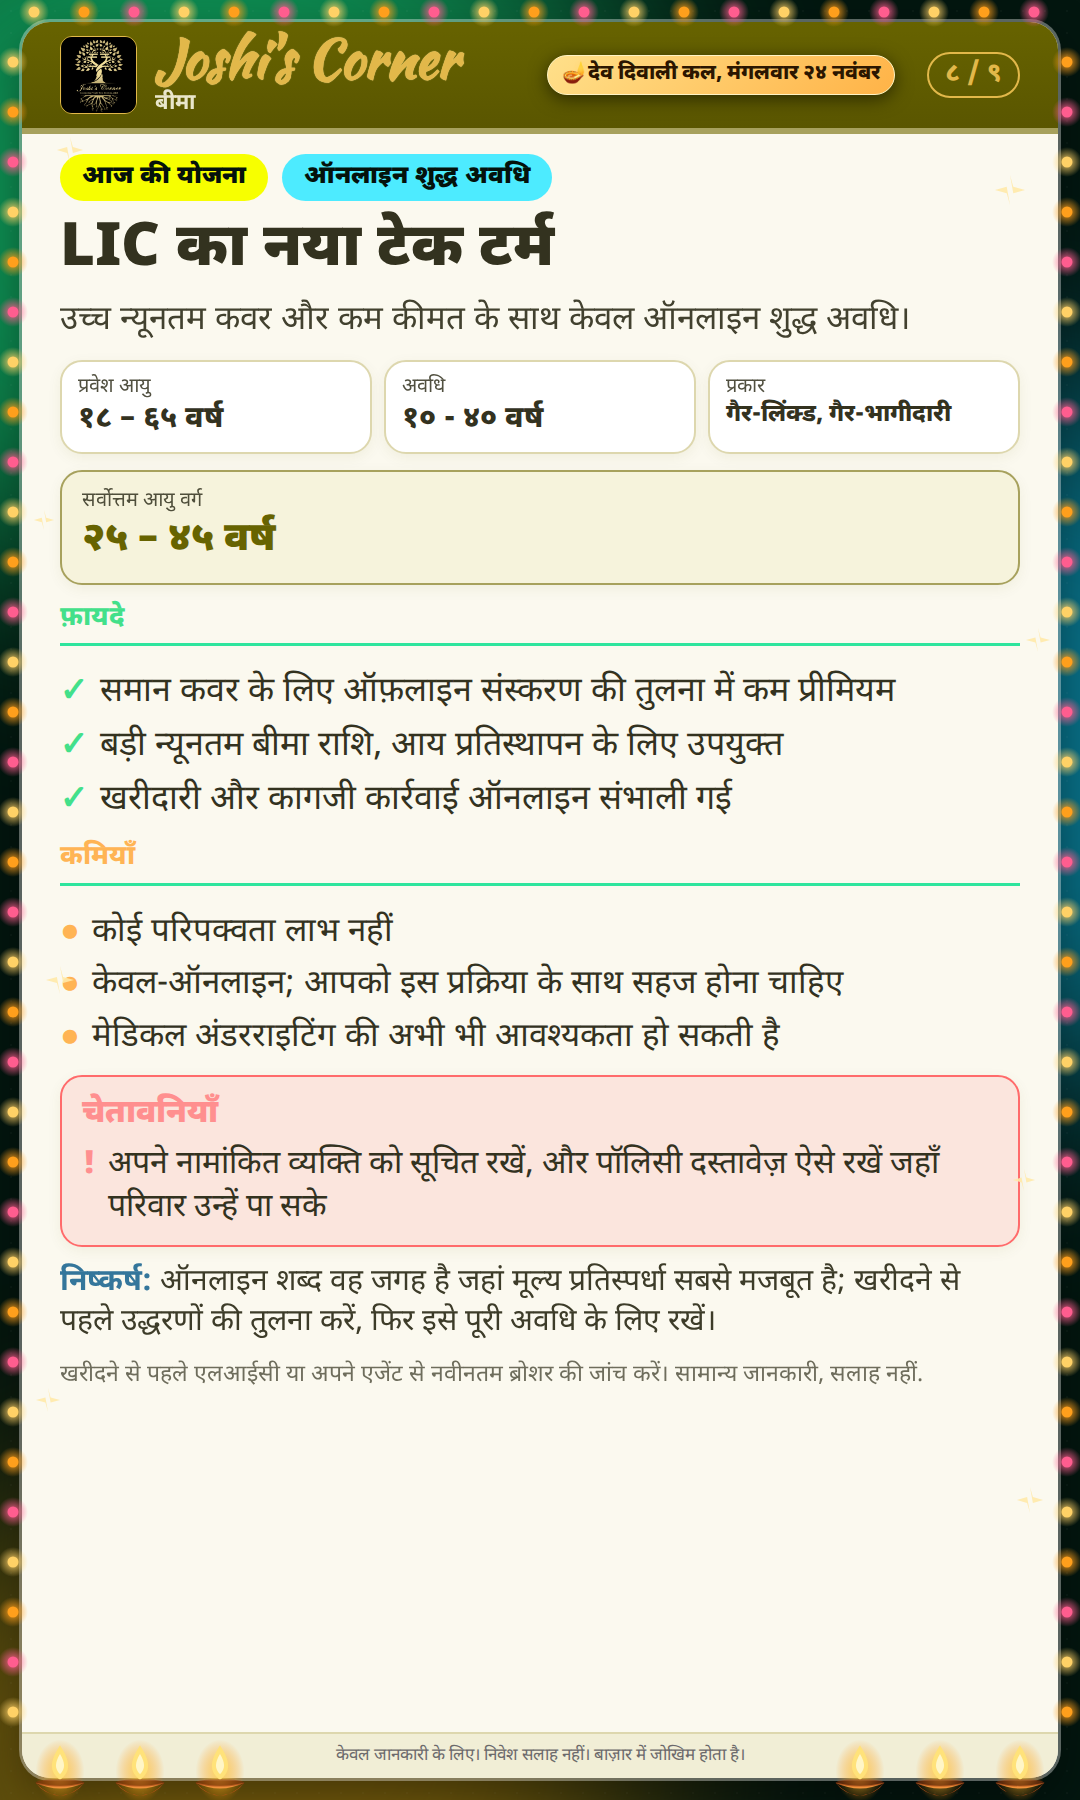 Joshi's Corner
बीमा
देव दिवाली कल, मंगलवार २४ नवंबर
८ / ९
Joshi's Corner
आज की योजना
ऑनलाइन शुद्ध अवधि
LIC का नया टेक टर्म
उच्च न्यूनतम कवर और कम कीमत के साथ केवल ऑनलाइन शुद्ध अवधि।
प्रवेश आयु
१८ – ६५ वर्ष
अवधि
१० - ४० वर्ष
प्रकार
गैर-लिंक्ड, गैर-भागीदारी
सर्वोत्तम आयु वर्ग
२५ – ४५ वर्ष
फ़ायदे
✓ समान कवर के लिए ऑफ़लाइन संस्करण की तुलना में कम प्रीमियम
✓ बड़ी न्यूनतम बीमा राशि, आय प्रतिस्थापन के लिए उपयुक्त
✓ खरीदारी और कागजी कार्रवाई ऑनलाइन संभाली गई
कमियाँ
● कोई परिपक्वता लाभ नहीं
● केवल-ऑनलाइन; आपको इस प्रक्रिया के साथ सहज होना चाहिए
● मेडिकल अंडरराइटिंग की अभी भी आवश्यकता हो सकती है
चेतावनियाँ
! अपने नामांकित व्यक्ति को सूचित रखें, और पॉलिसी दस्तावेज़ ऐसे रखें जहाँ
परिवार उन्हें पा सके
निष्कर्ष: ऑनलाइन शब्द वह जगह है जहां मूल्य प्रतिस्पर्धा सबसे मजबूत है; खरीदने से
पहले उद्धरणों की तुलना करें, फिर इसे पूरी अवधि के लिए रखें।
खरीदने से पहले एलआईसी या अपने एजेंट से नवीनतम ब्रोशर की जांच करें। सामान्य जानकारी, सलाह नहीं.
केवल जानकारी के लिए। निवेश सलाह नहीं। बाज़ार में जोखिम होता है।